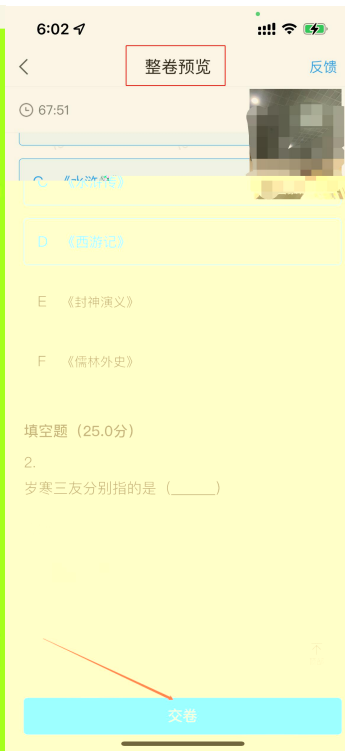 6:02
整卷预览
反馈
67:51
C 《水浒传》
D 《西游记》
E 《封神演义》
F 《儒林外史》
填空题（25.0分）
2.
岁寒三友分别指的是（______）
交卷